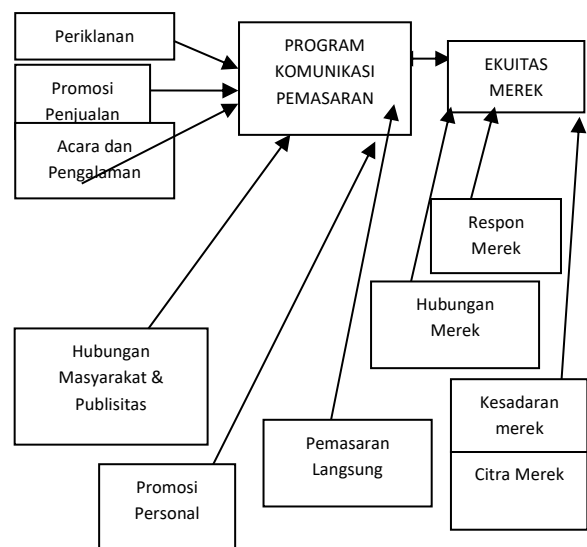 Periklanan
Promosi
Penjualan
Acara dan
Pengalaman
PROGRAM
KOMUNIKASI
PEMASARAN
EKUITAS
MEREK
Respon
Merek
Hubungan
Merek
Hubungan
Masyarakat &
Publisitas
Kesadaran
merek
Citra Merek
Pemasaran
Langsung
Promosi
Personal